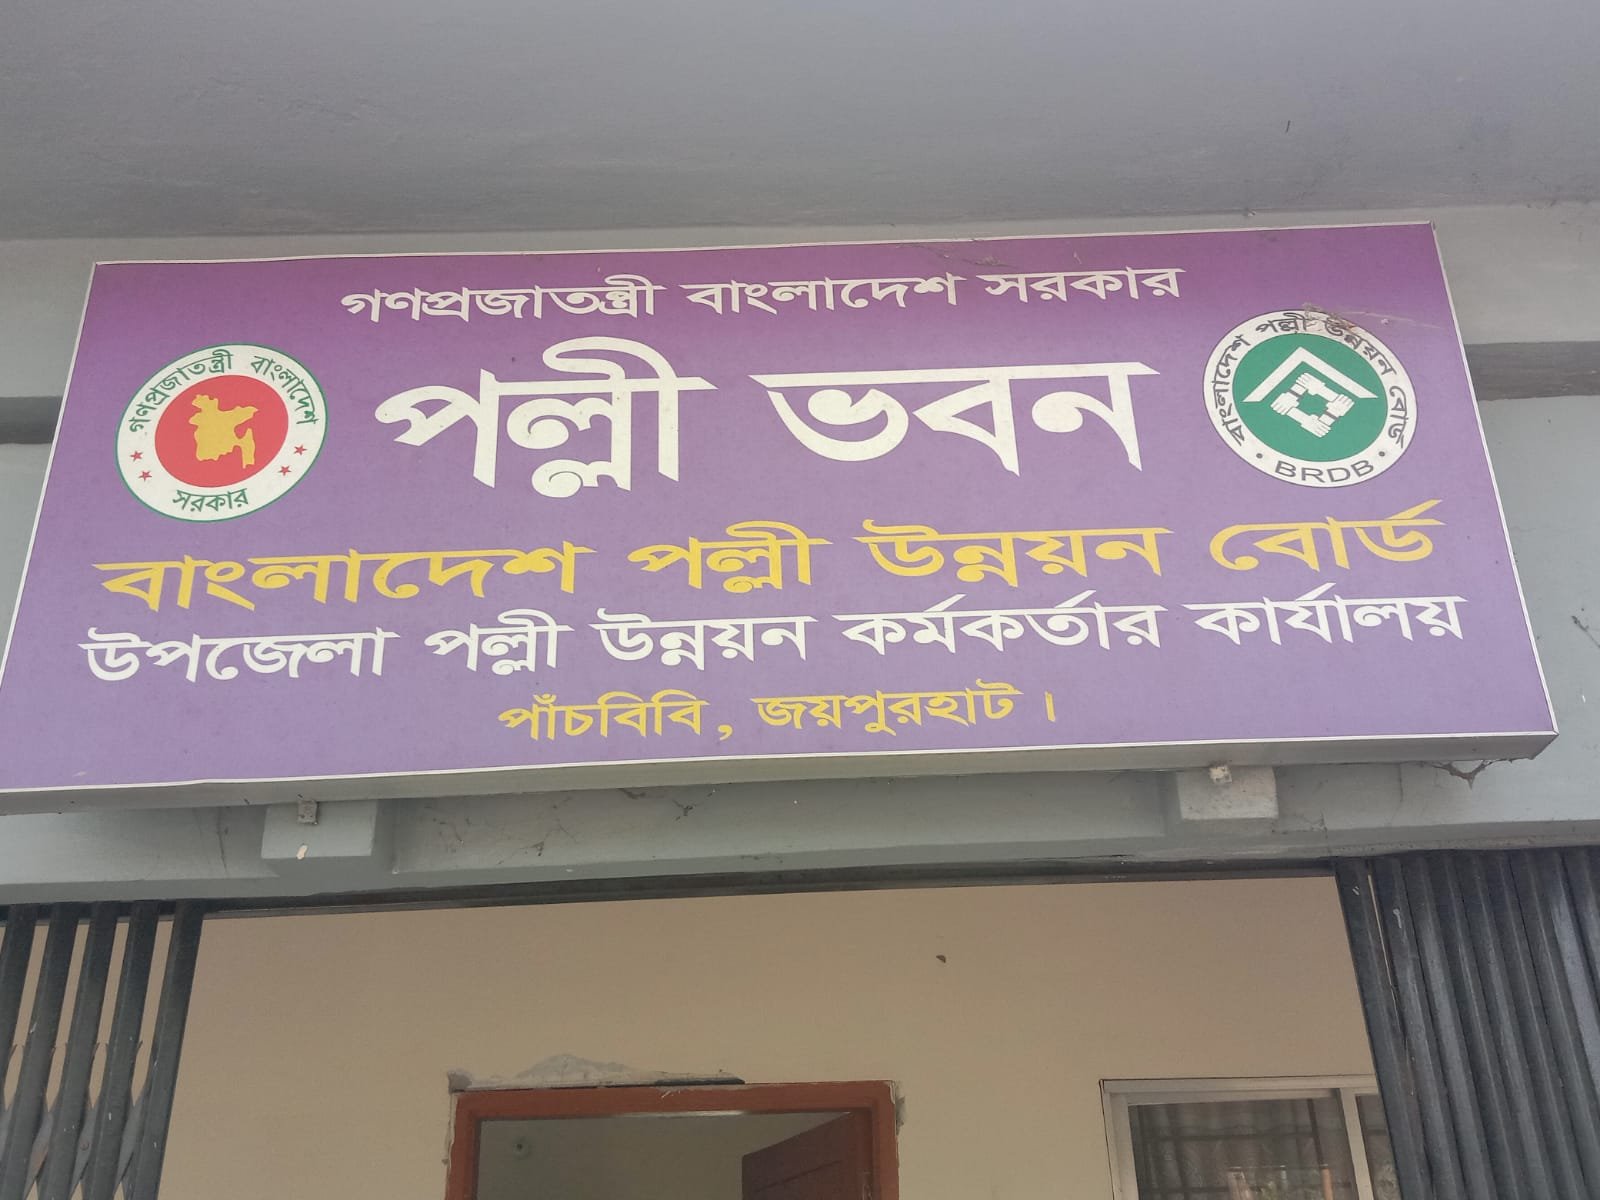 গণপ্রজাতন্ত্রী বাংলাদেশ সরকার
পল্লী ভবন
গণপ্রজাতন্ত্রী বাংলাদেশ
সরকার
বাংলাদেশ পল্লী উন্নয়ন বোর্ড
BRDB
বাংলাদেশ পল্লী উন্নয়ন বোর্ড
উপজেলা পল্লী উন্নয়ন কর্মকর্তার কার্যালয়
পাঁচবিবি, জয়পুরহাট।